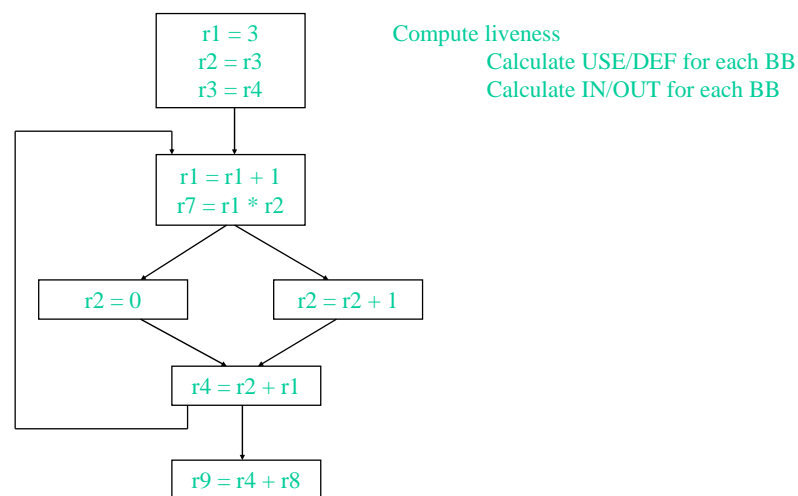 r1 = 3
r2 = r3
r3 = r4
Compute liveness
Calculate USE/DEF for each BB
Calculate IN/OUT for each BB
r1 = r1 + 1
r7 = r1 * r2
r2 = 0
r2 = r2 + 1
r4 = r2 + r1
r9 = r4 + r8